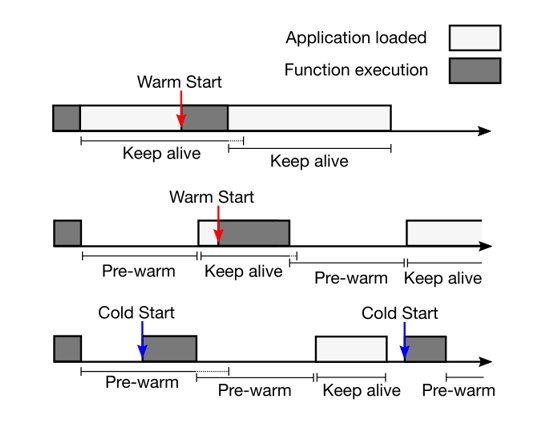 Application loaded
Function execution
Warm Start
Keep alive
Keep alive
Warm Start
Pre-warm
Keep alive
Pre-warm
Keep alive
Cold Start
Cold Start
Pre-warm
Pre-warm
Keep alive
Pre-warm